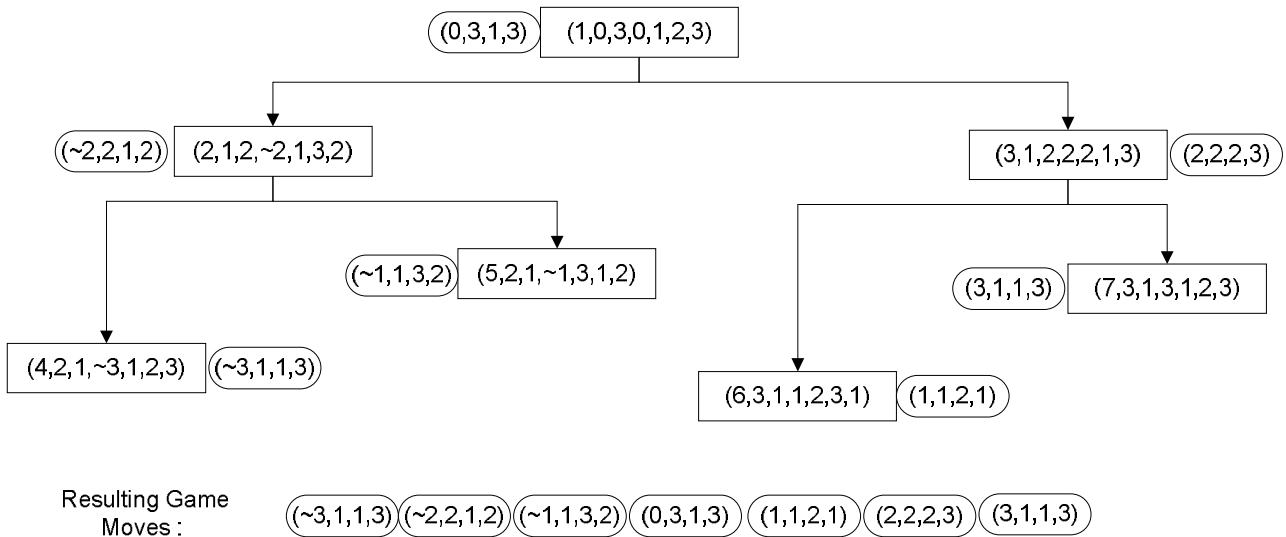 (0,3,1,3) (1,0,3,0,1,2,3)
(~2,2,1,2) (2,1,2,~2,1,3,2) (3,1,2,2,2,1,3) (2,2,2,3)
(~1,1,3,2) (5,2,1,~1,3,1,2) (3,1,1,3) (7,3,1,3,1,2,3)
(4,2,1,~3,1,2,3) (~3,1,1,3) (6,3,1,1,2,3,1) (1,1,2,1)
Resulting Game
Moves :
(~3,1,1,3) (~2,2,1,2) (~1,1,3,2) (0,3,1,3) (1,1,2,1) (2,2,2,3) (3,1,1,3)